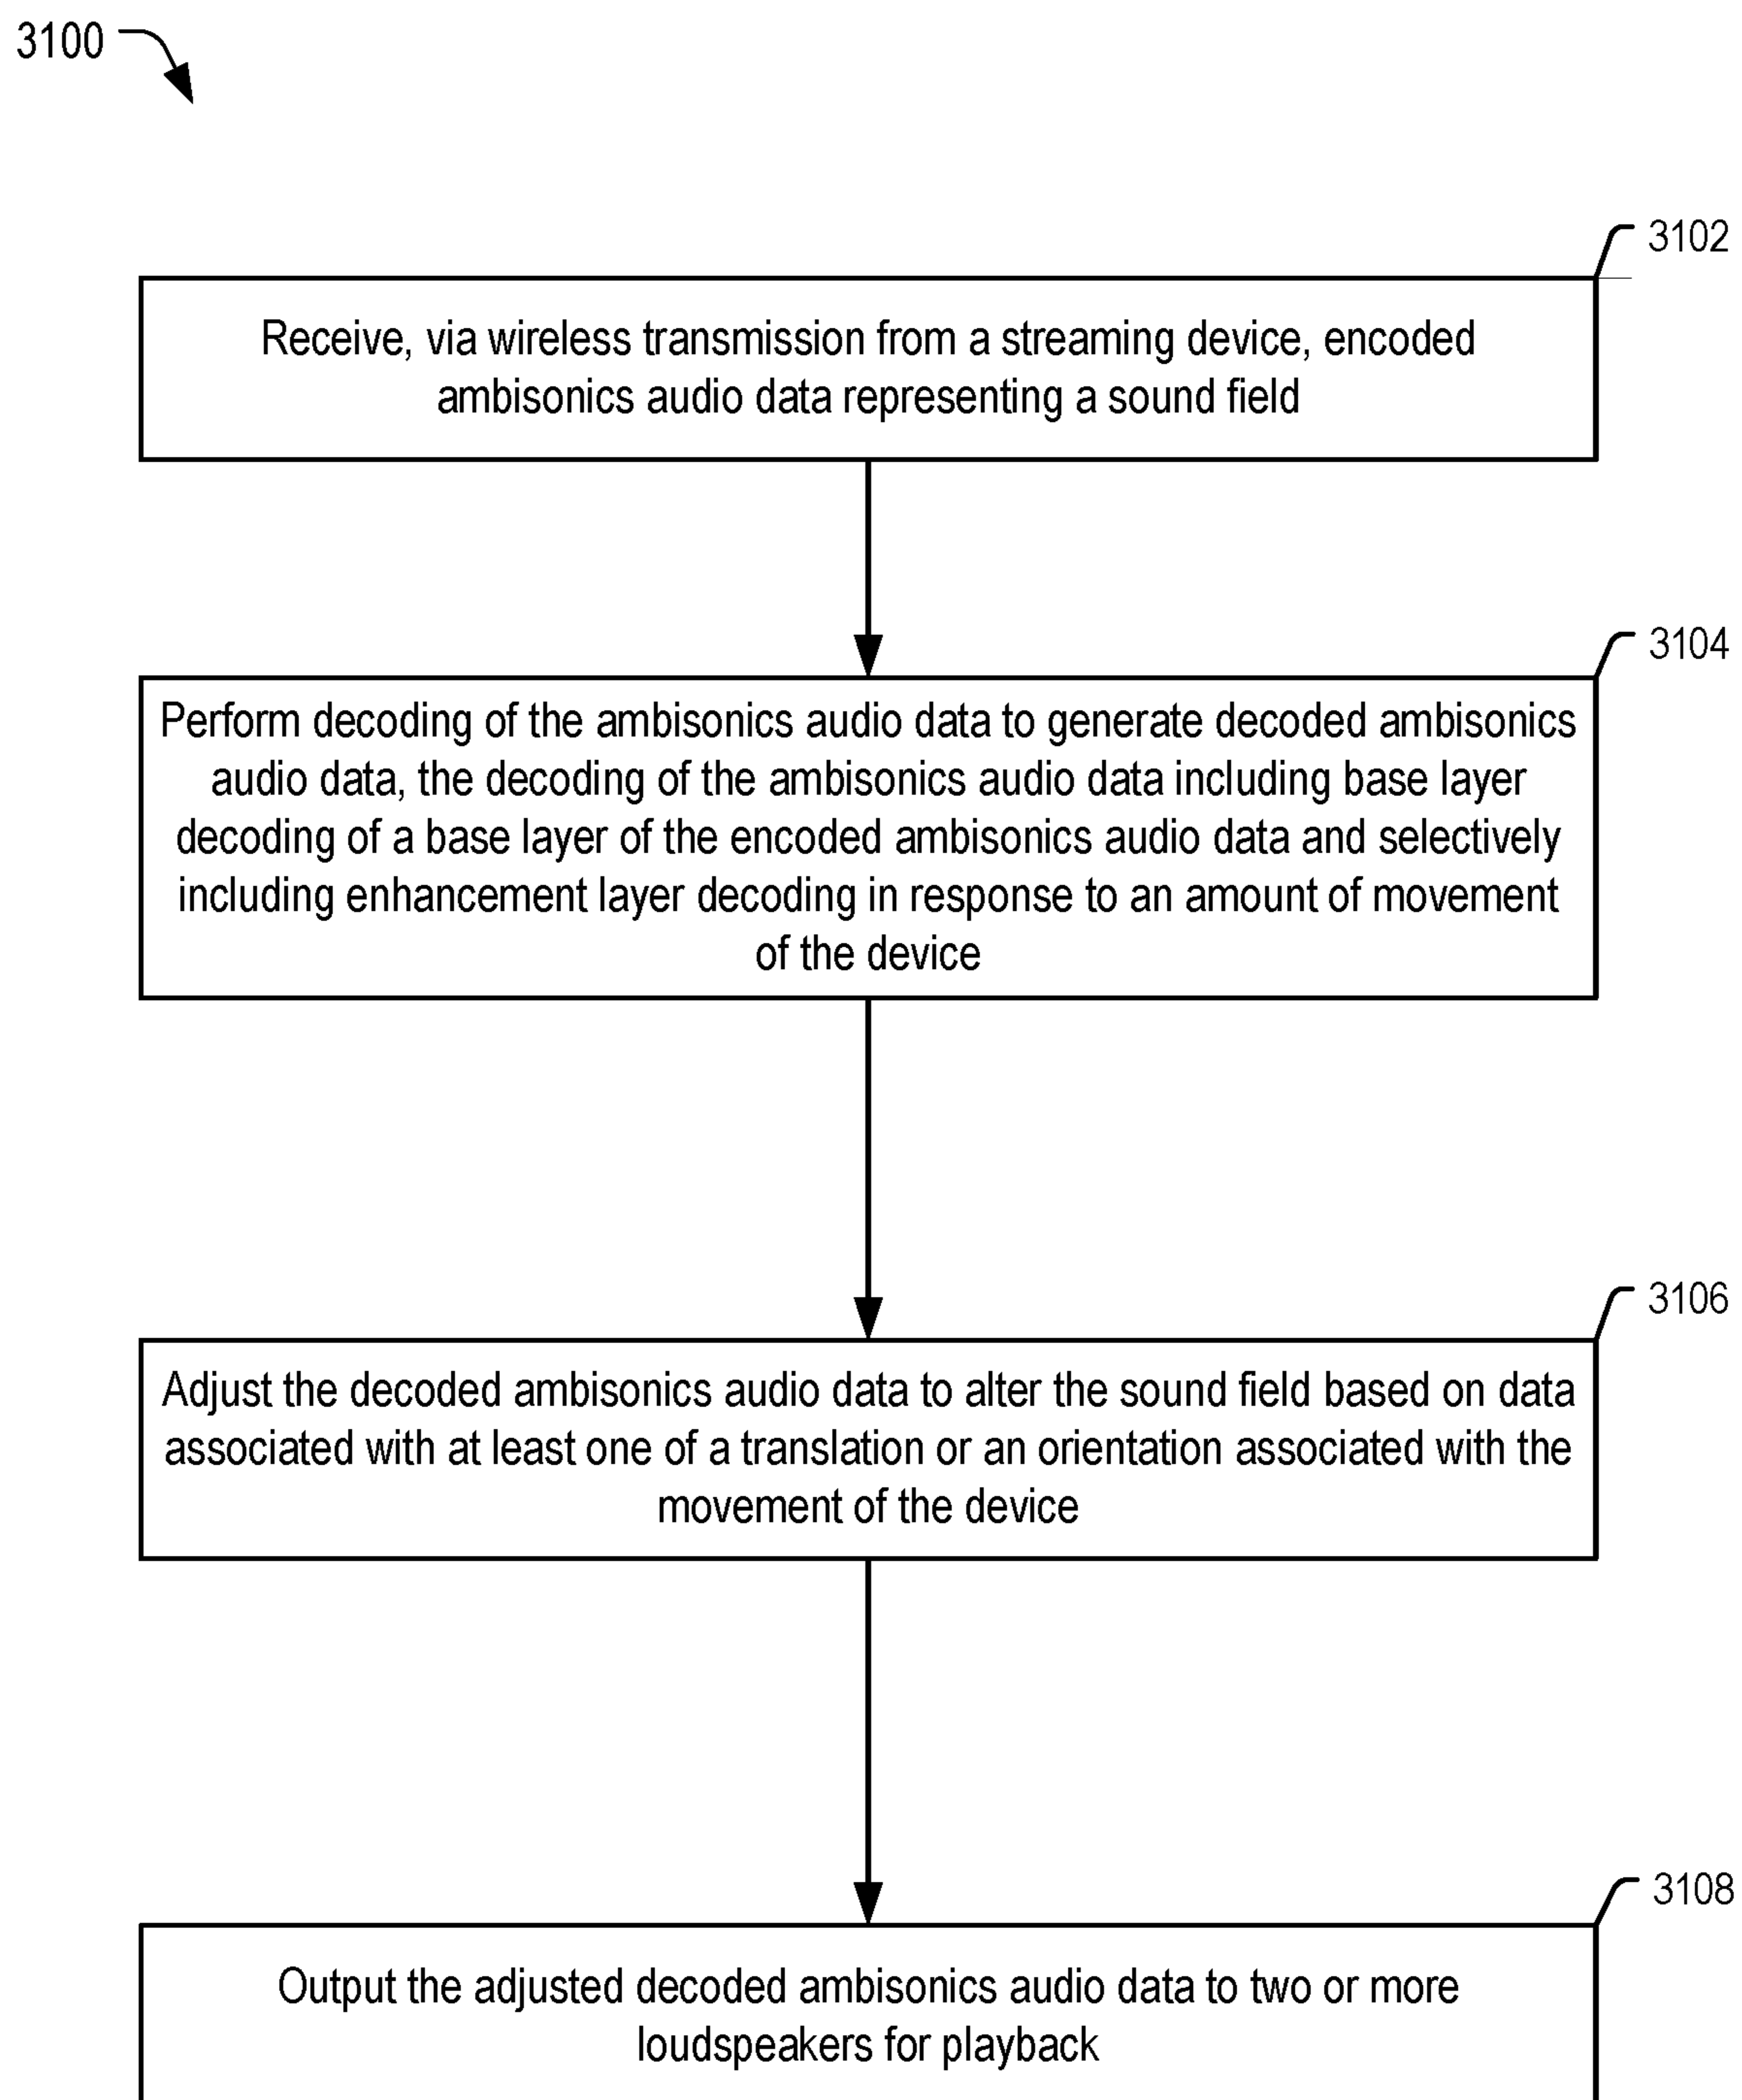 3100
3102
Receive, via wireless transmission from a streaming device, encoded
ambisonics audio data representing a sound field
3104
Perform decoding of the ambisonics audio data to generate decoded ambisonics
audio data, the decoding of the ambisonics audio data including base layer
decoding of a base layer of the encoded ambisonics audio data and selectively
including enhancement layer decoding in response to an amount of movement
of the device
3106
Adjust the decoded ambisonics audio data to alter the sound field based on data
associated with at least one of a translation or an orientation associated with the
movement of the device
3108
Output the adjusted decoded ambisonics audio data to two or more
loudspeakers for playback